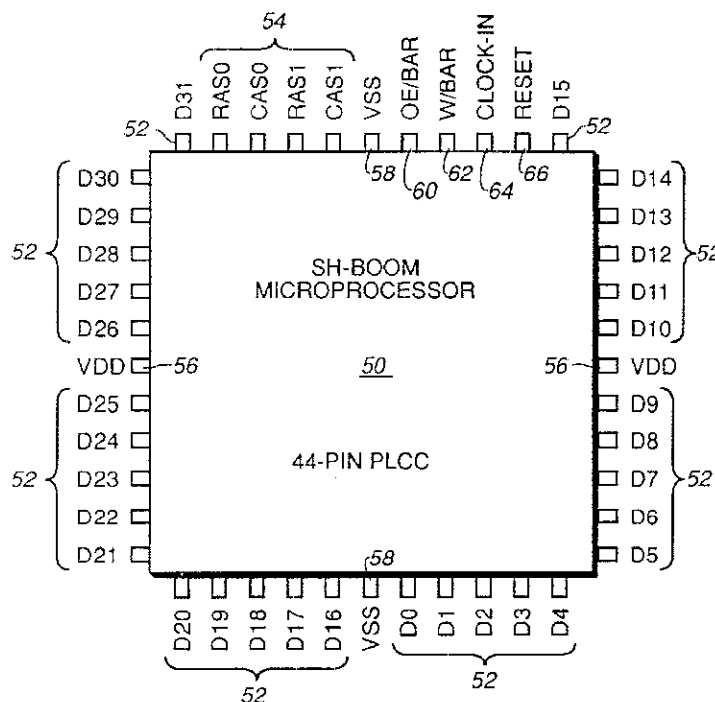 54
D31
RAS0
CAS0
RAS1
CAS1
VSS
OE/BAR
W/BAR
CLOCK-IN
RESET
D15
52
52
58
60
62
64
66
D30
D29
D28
D27
D26
52
VDD
56
D25
D24
D23
D22
D21
52
SH-BOOM
MICROPROCESSOR
50
44-PIN PLCC
D14
D13
D12
D11
D10
52
56
VDD
D9
D8
D7
D6
D5
52
58
D20
D19
D18
D17
D16
VSS
D0
D1
D2
D3
D4
52
52